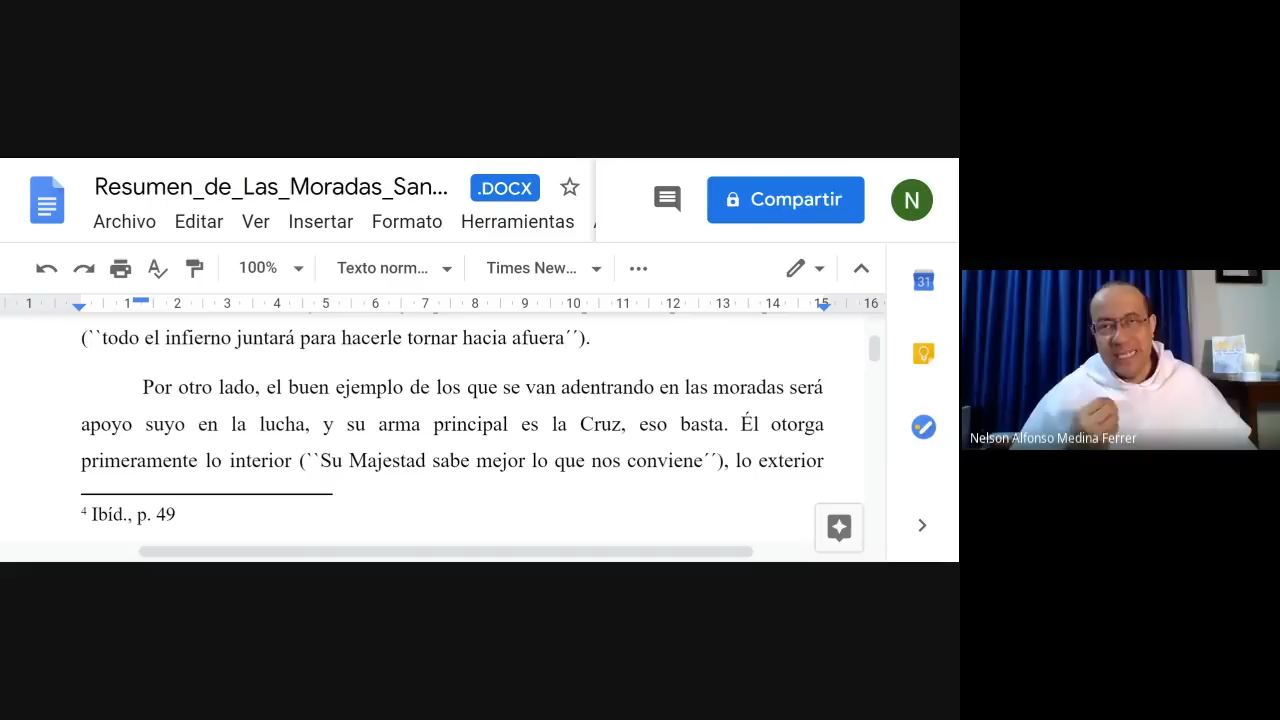 Resumen_de_Las_Moradas_San... .DOCX
Compartir
N
Archivo Editar Ver Insertar Formato Herramientas
100% Texto norm... Times New... ...
1 1 2 3 4 5 6 7 8 9 10 11 12 13 14 15 16
31
(``todo el infierno juntará para hacerle tornar hacia afuera´´).
Por otro lado, el buen ejemplo de los que se van adentrando en las moradas será
apoyo suyo en la lucha, y su arma principal es la Cruz, eso basta. Él otorga
primeramente lo interior (``Su Majestad sabe mejor lo que nos conviene´´), lo exterior
4 Ibíd., p. 49
Nelson Alfonso Medina Ferrer